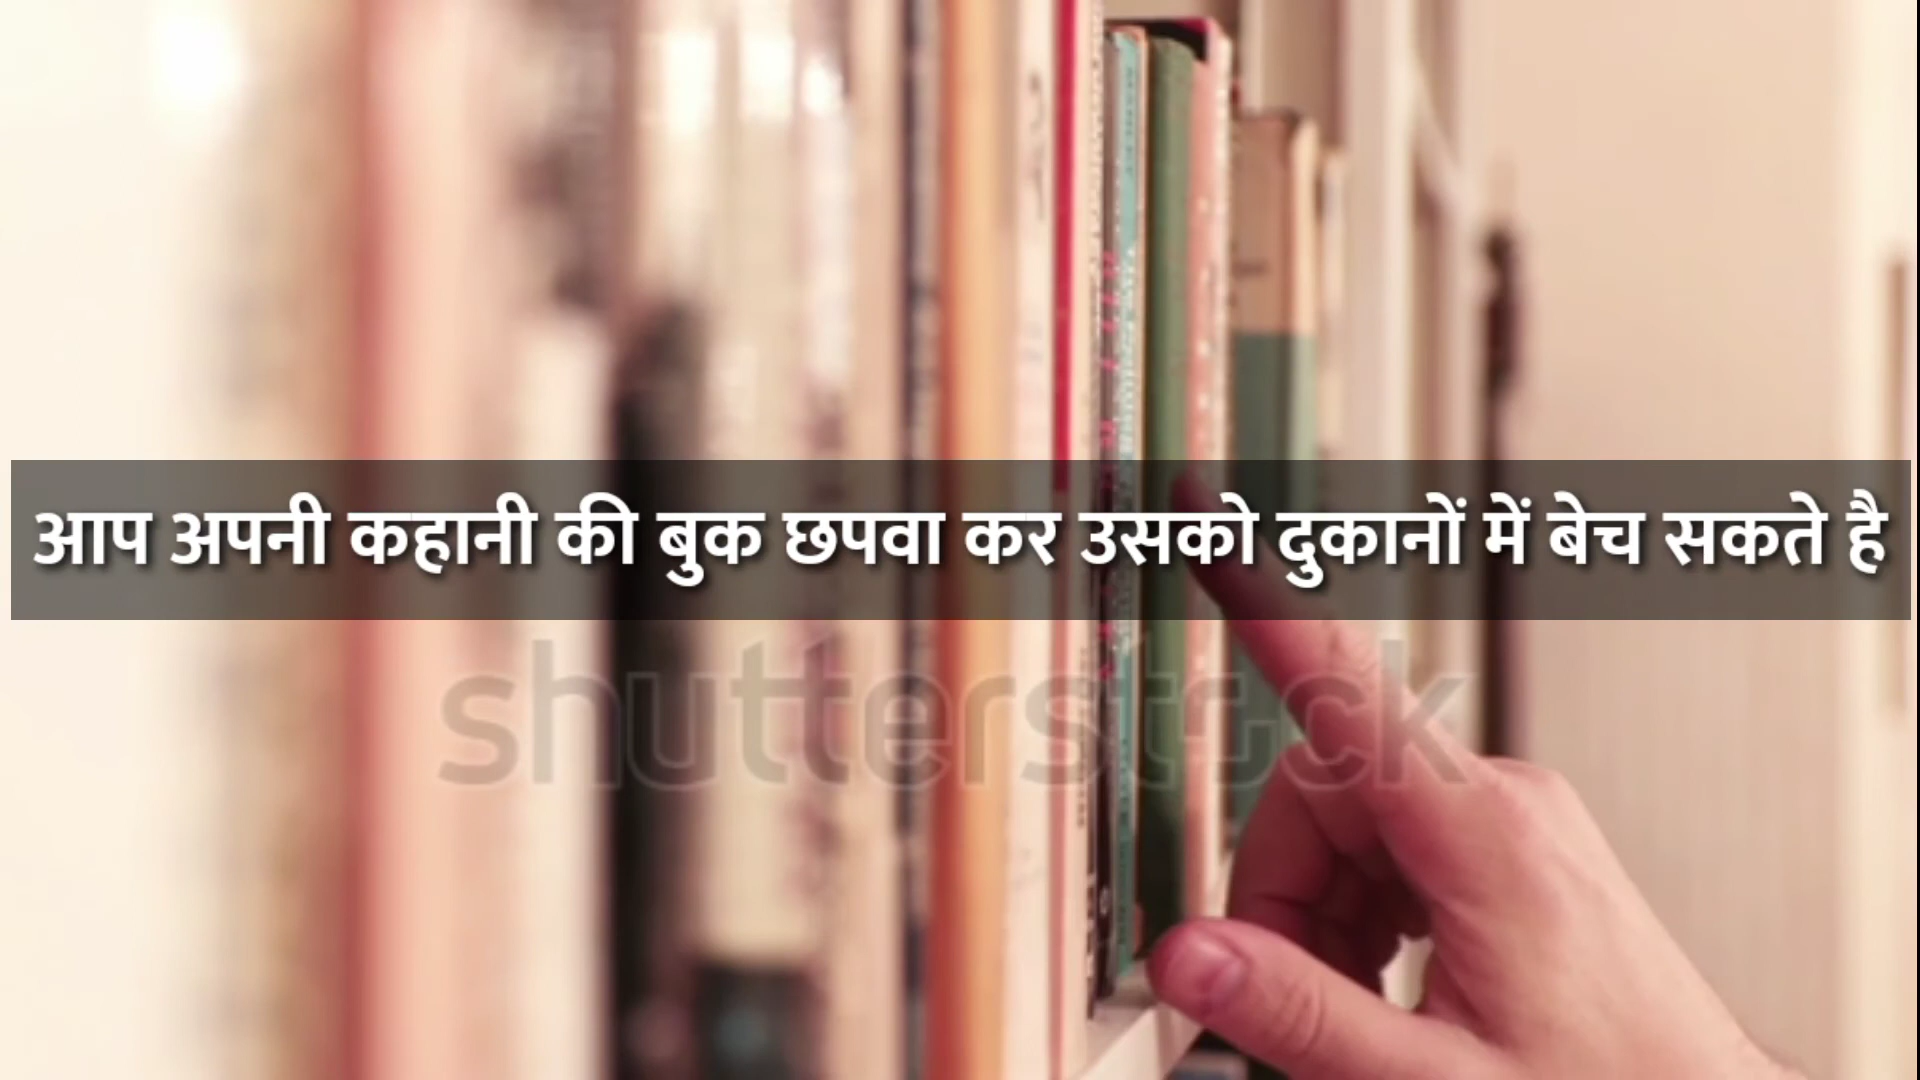 आप अपनी कहानी की बुक छपवा कर उसको दुकानों में बेच सकते है
shutterstock